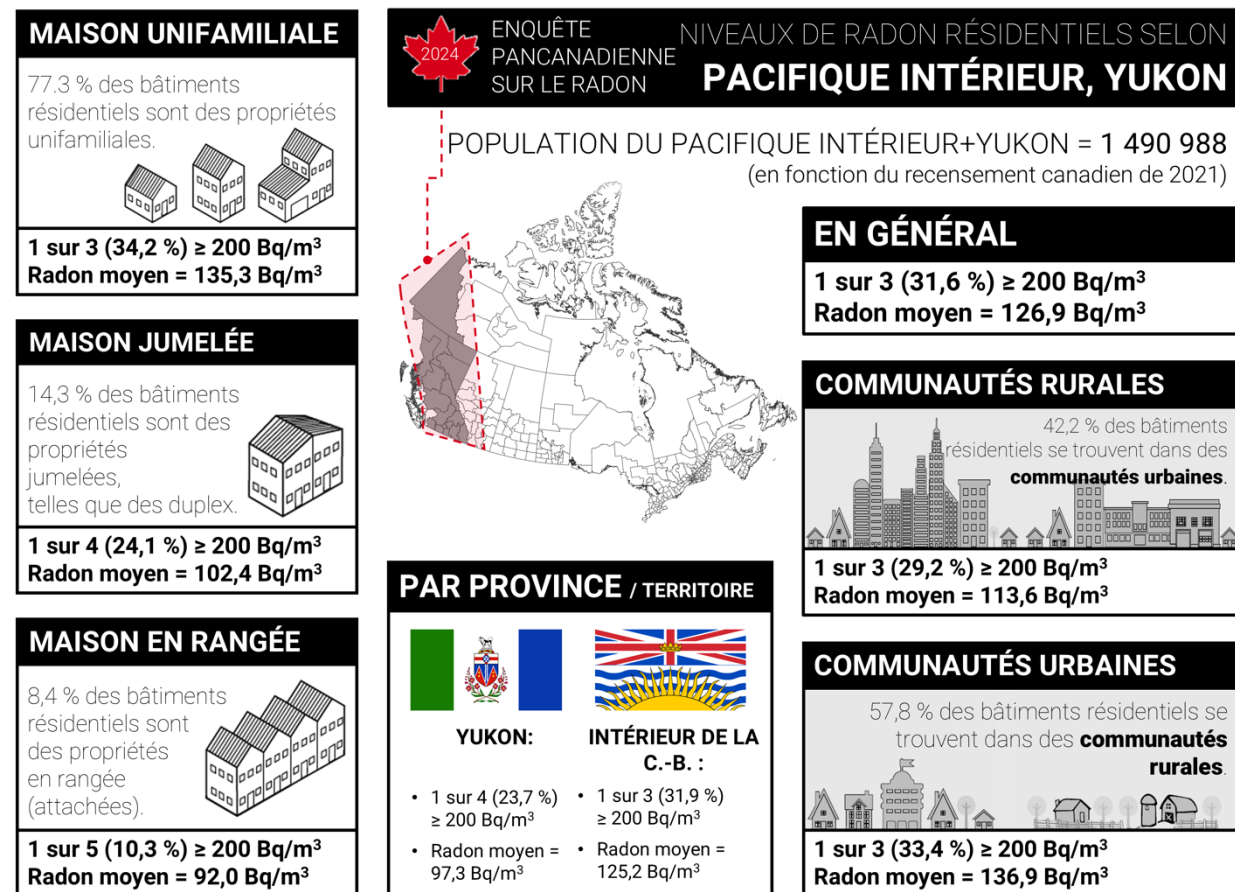 MAISON UNIFAMILIALE
77.3 % des bâtiments
résidentiels sont des propriétés
unifamiliales.
1 sur 3 (34,2 %) ≥ 200 Bq/m³
Radon moyen = 135,3 Bq/m³
MAISON JUMELÉE
14,3 % des bâtiments
résidentiels sont des
propriétés
jumelées,
telles que des duplex.
1 sur 4 (24,1 %) ≥ 200 Bq/m³
Radon moyen = 102,4 Bq/m³
MAISON EN RANGÉE
8,4 % des bâtiments
résidentiels sont
des propriétés
en rangée
(attachées).
1 sur 5 (10,3 %) ≥ 200 Bq/m³
Radon moyen = 92,0 Bq/m³
2024
ENQUÊTE
PANCANADIENNE
SUR LE RADON
NIVEAUX DE RADON RÉSIDENTIELS SELON
PACIFIQUE INTÉRIEUR, YUKON
POPULATION DU PACIFIQUE INTÉRIEUR+YUKON = 1 490 988
(en fonction du recensement canadien de 2021)
PAR PROVINCE / TERRITOIRE
YUKON:
• 1 sur 4 (23,7 %)
≥ 200 Bq/m³
• Radon moyen =
97,3 Bq/m³
INTÉRIEUR DE LA
C.-B. :
• 1 sur 3 (31,9 %)
≥ 200 Bq/m³
• Radon moyen =
125,2 Bq/m³
EN GÉNÉRAL
1 sur 3 (31,6 %) ≥ 200 Bq/m³
Radon moyen = 126,9 Bq/m³
COMMUNAUTÉS RURALES
42,2 % des bâtiments
résidentiels se trouvent dans des
communautés urbaines.
1 sur 3 (29,2 %) ≥ 200 Bq/m³
Radon moyen = 113,6 Bq/m³
COMMUNAUTÉS URBAINES
57,8 % des bâtiments résidentiels se
trouvent dans des communautés
rurales.
1 sur 3 (33,4 %) ≥ 200 Bq/m³
Radon moyen = 136,9 Bq/m³